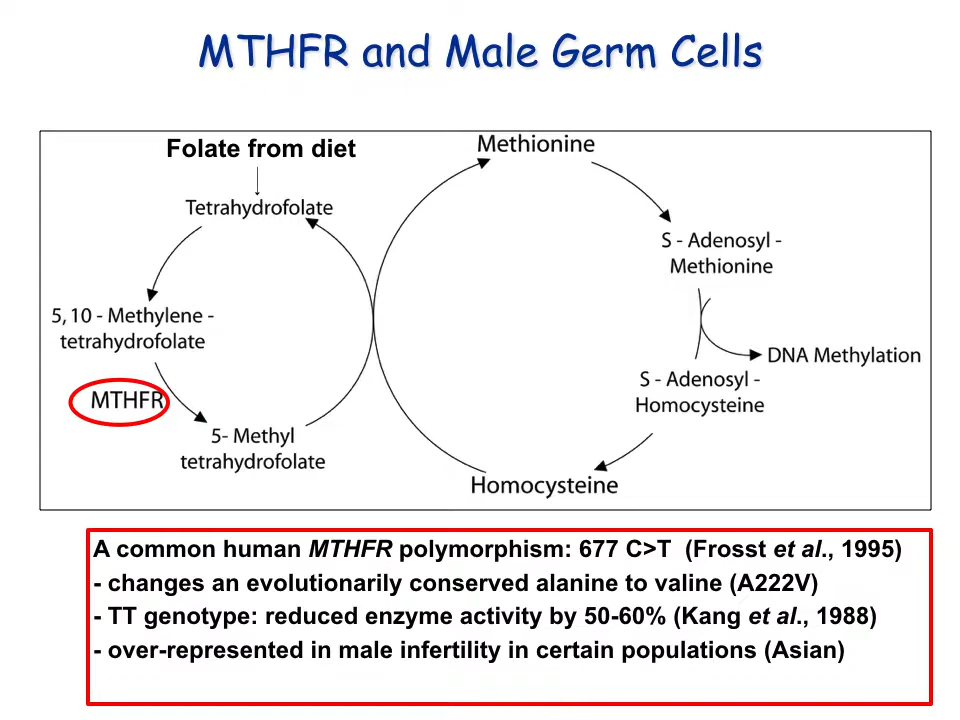 MTHFR and Male Germ Cells
Folate from diet
Methionine
Tetrahydrofolate
S - Adenosyl -
Methionine
5,10 - Methylene -
tetrahydrofolate
DNA Methylation
MTHFR
S - Adenosyl -
Homocysteine
5- Methyl
tetrahydrofolate
Homocysteine
A common human MTHFR polymorphism: 677 C>T (Frosst et al., 1995)
- changes an evolutionarily conserved alanine to valine (A222V)
- TT genotype: reduced enzyme activity by 50-60% (Kang et al., 1988)
- over-represented in male infertility in certain populations (Asian)